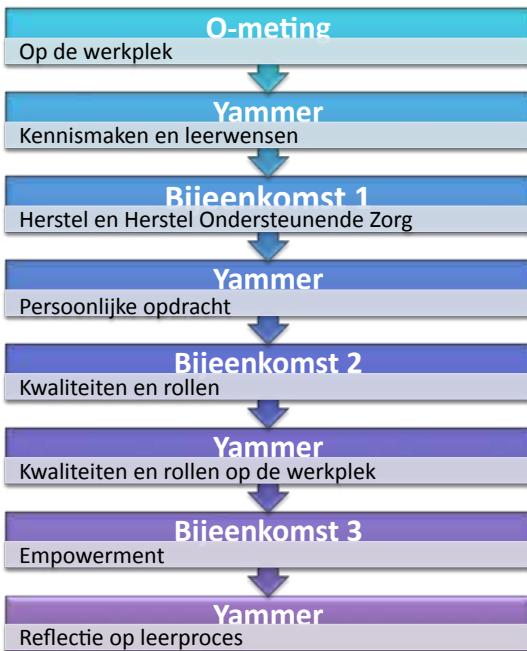 O-meting
Op de werkplek
Yammer
Kennismaken en leerwensen
Bijeenkomst 1
Herstel en Herstel Ondersteunende Zorg
Yammer
Persoonlijke opdracht
Bijeenkomst 2
Kwaliteiten en rollen
Yammer
Kwaliteiten en rollen op de werkplek
Bijeenkomst 3
Empowerment
Yammer
Reflectie op leerproces